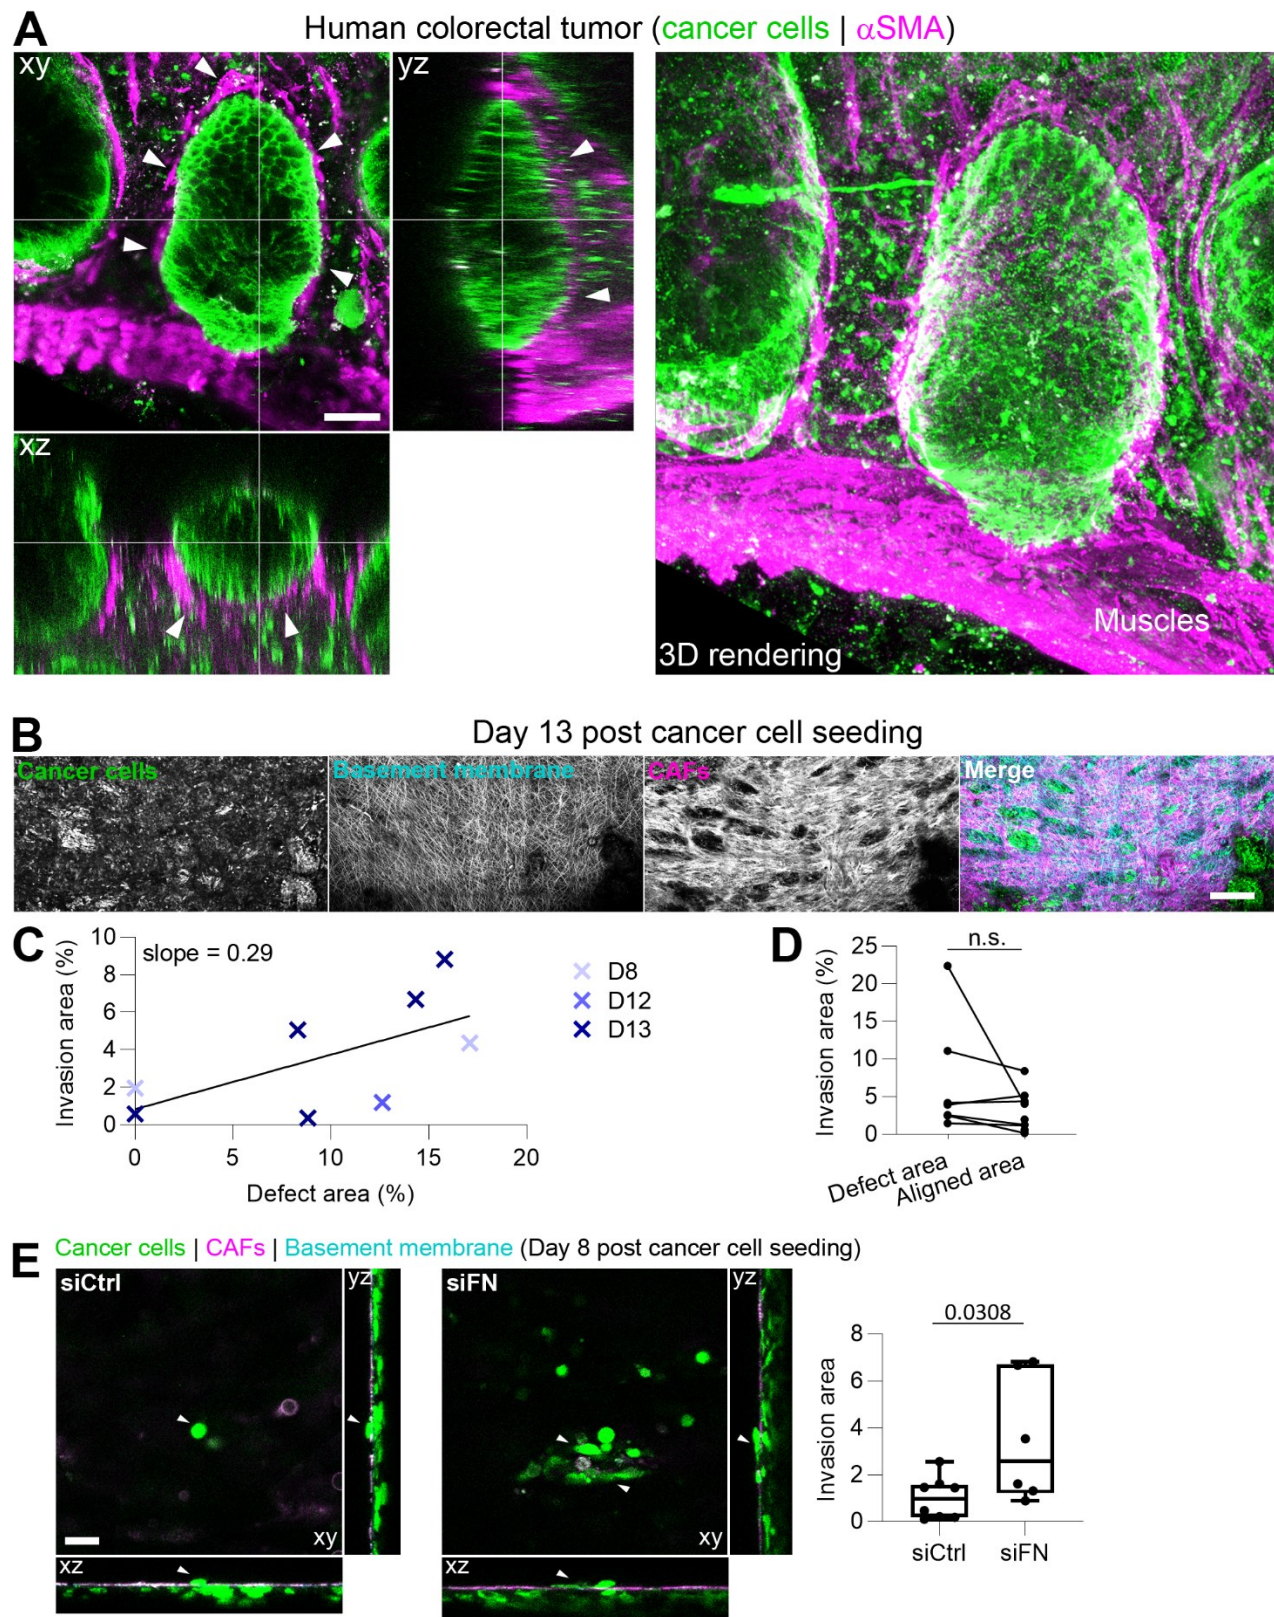 A
Human colorectal tumor (cancer cells | αSMA)
xy
yz
xz
Muscles
3D rendering
B
Day 13 post cancer cell seeding
Cancer cells
Basement membrane
CAFs
Merge
C
Invasion area (%)
10
8
6
4
2
0
slope = 0.29
0
5
10
15
20
Defect area (%)
D8
D12
D13
D
Invasion area (%)
25
20
15
10
5
0
n.s.
Defect area
Aligned area
E
Cancer cells | CAFs | Basement membrane (Day 8 post cancer cell seeding)
siCtrl
yz
xy
xz
siFN
yz
xy
xz
Invasion area
8
6
4
2
0
0.0308
siCtrl
siFN